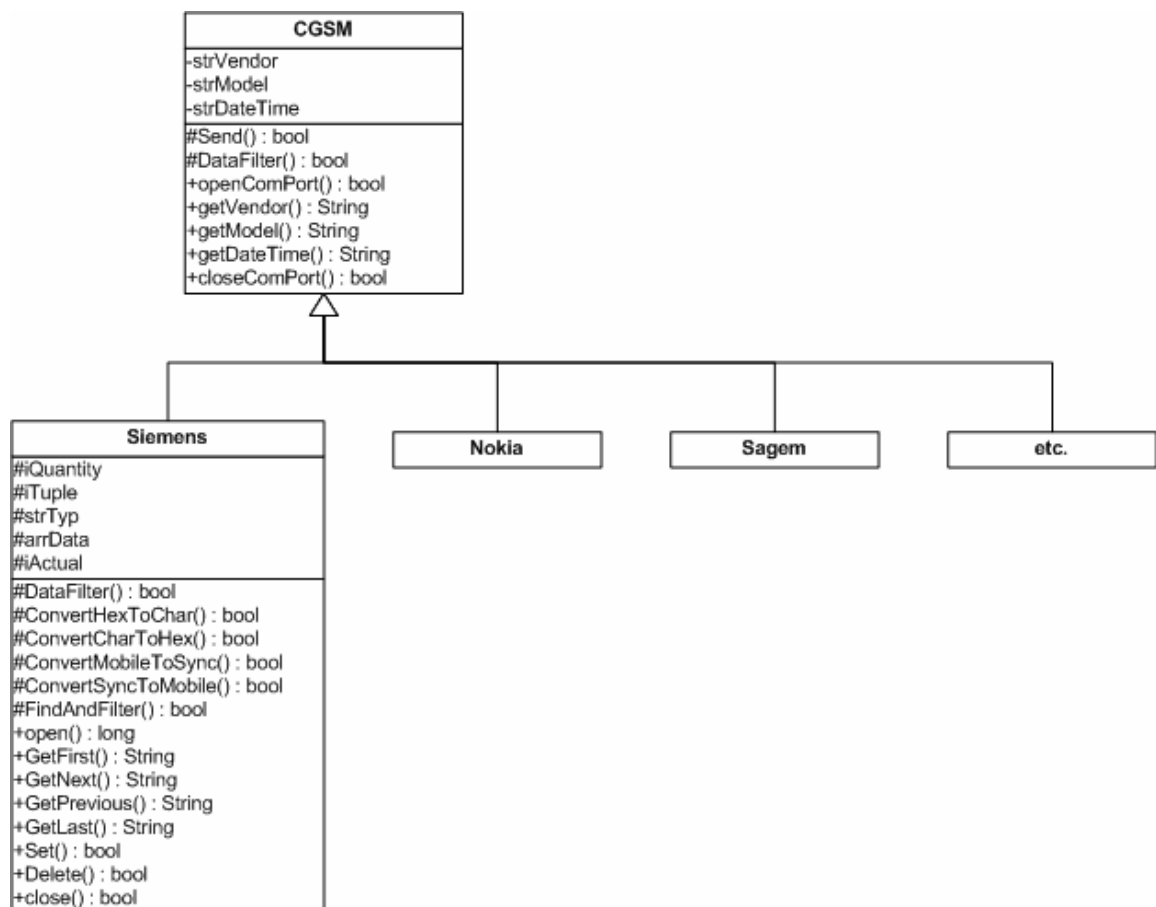 CGSM
-strVendor
-strModel
-strDateTime
#Send() : bool
#DataFilter() : bool
+openComPort() : bool
+getVendor() : String
+getModel() : String
+getDateTime() : String
+closeComPort() : bool
Siemens
Nokia
Sagem
etc.
#iQuantity
#iTuple
#strTyp
#arrData
#iActual
#DataFilter() : bool
#ConvertHexToChar() : bool
#ConvertCharToHex() : bool
#ConvertMobileToSync() : bool
#ConvertSyncToMobile() : bool
#FindAndFilter() : bool
+open() : long
+GetFirst() : String
+GetNext() : String
+GetPrevious() : String
+GetLast() : String
+Set() : bool
+Delete() : bool
+close() : bool